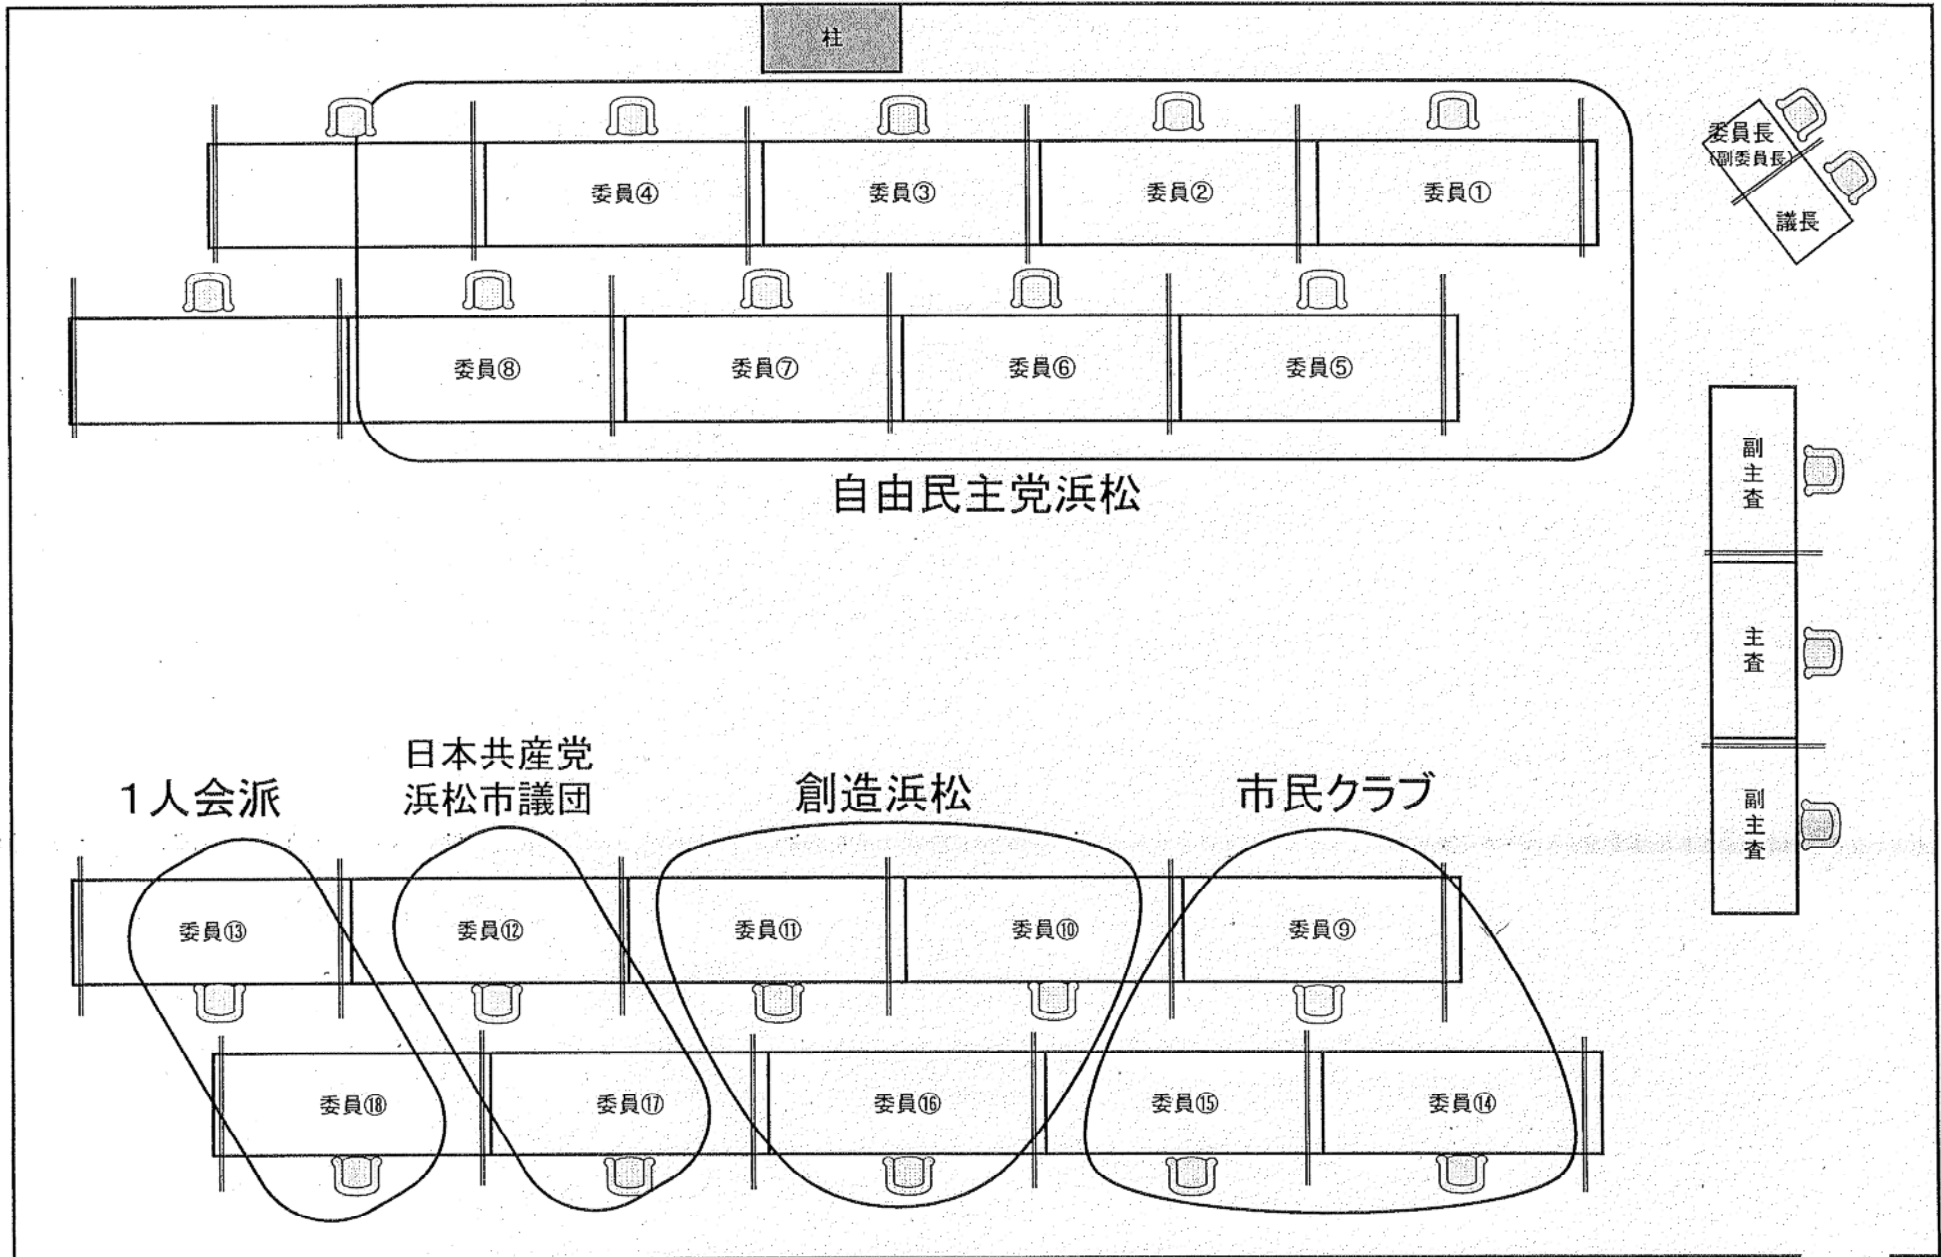 柱
委員④
委員③
委員②
委員①
委員長
(副委員長)
議長
委員⑧
委員⑦
委員⑥
委員⑤
自由民主党浜松
副主査
主査
副主査
1人会派
日本共産党
浜松市議団
創造浜松
市民クラブ
委員⑬
委員⑫
委員⑪
委員⑩
委員⑨
委員⑱
委員⑰
委員⑯
委員⑮
委員⑭